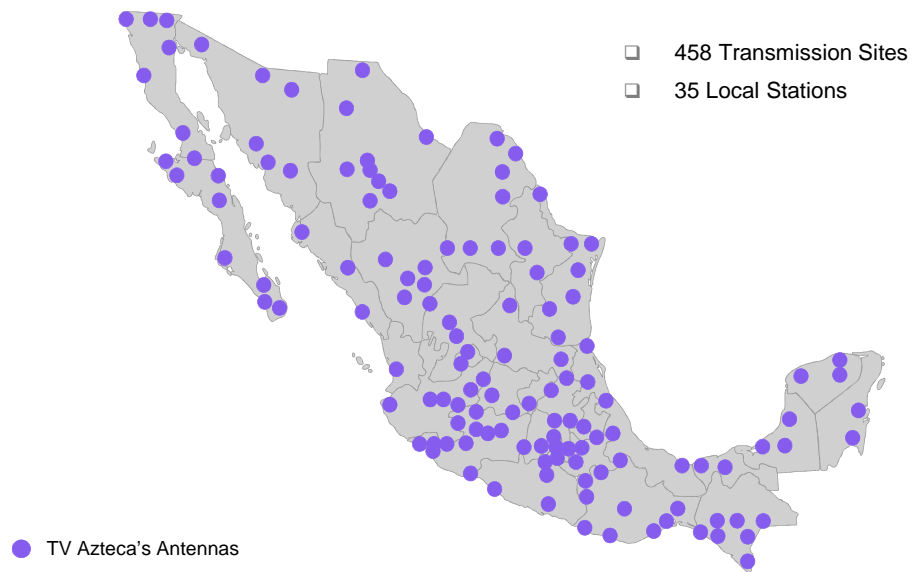 ❑ 458 Transmission Sites
❑ 35 Local Stations
TV Azteca's Antennas